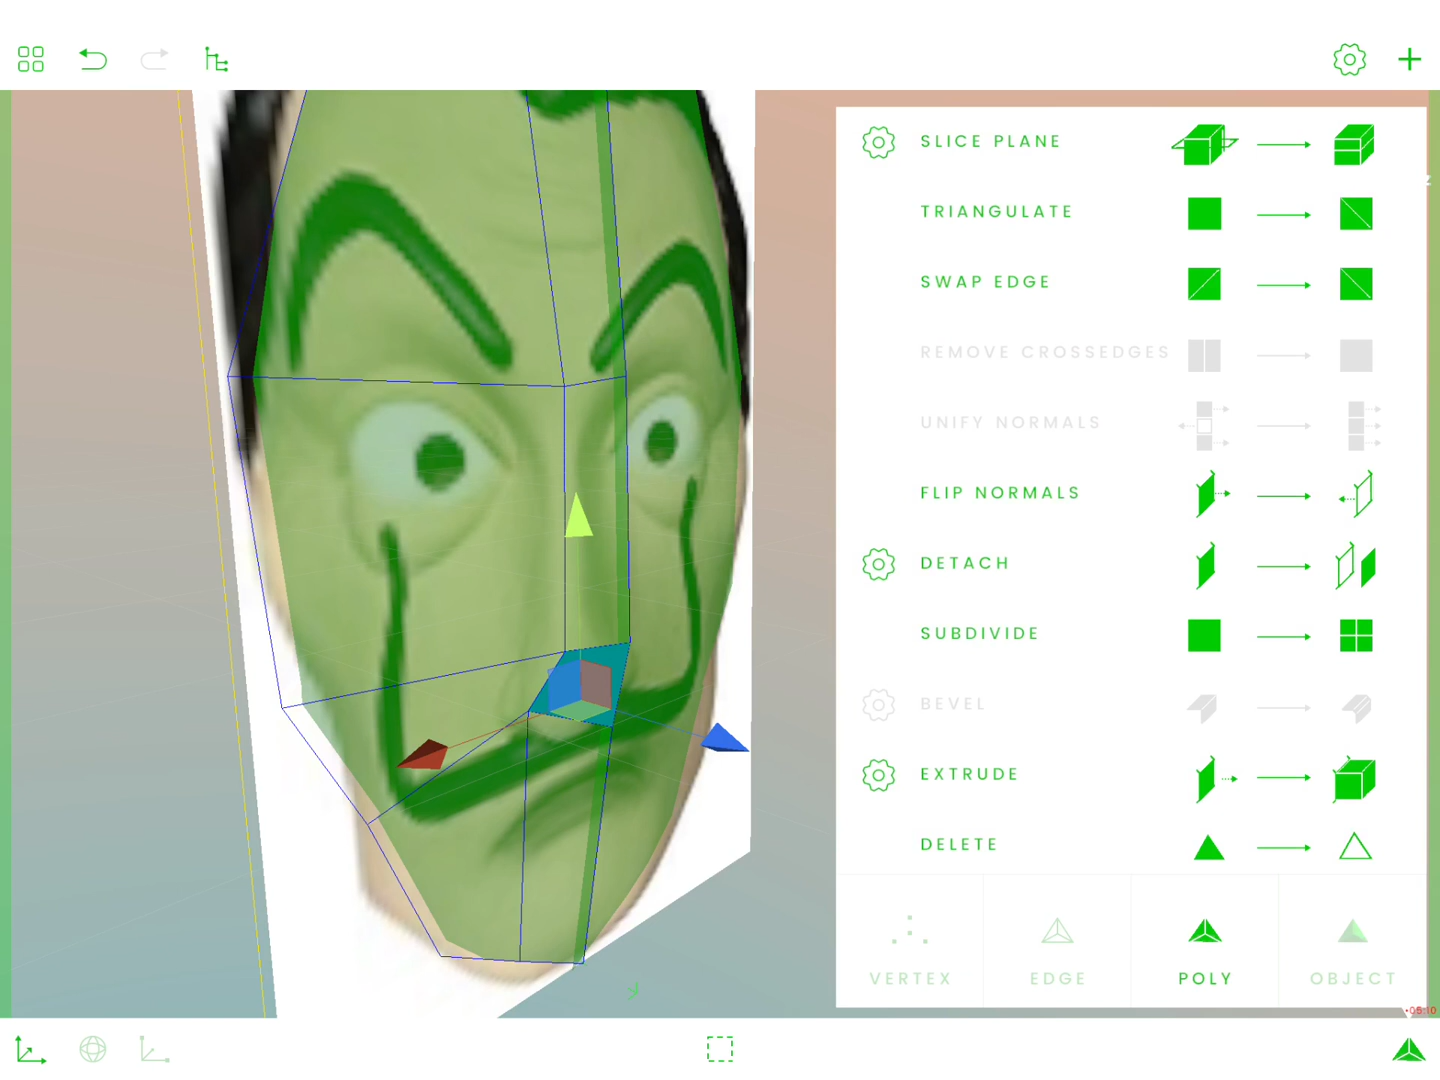 SLICE PLANE
TRIANGULATE
SWAP EDGE
REMOVE CROSSEDGES
UNIFY NORMALS
FLIP NORMALS
DETACH
SUBDIVIDE
BEVEL
EXTRUDE
DELETE
VERTEX EDGE POLY OBJECT